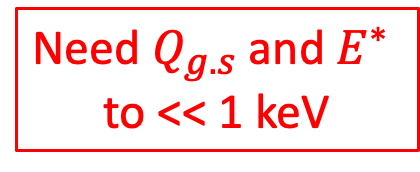 Need Q_{g.s} and E*
to << 1 keV